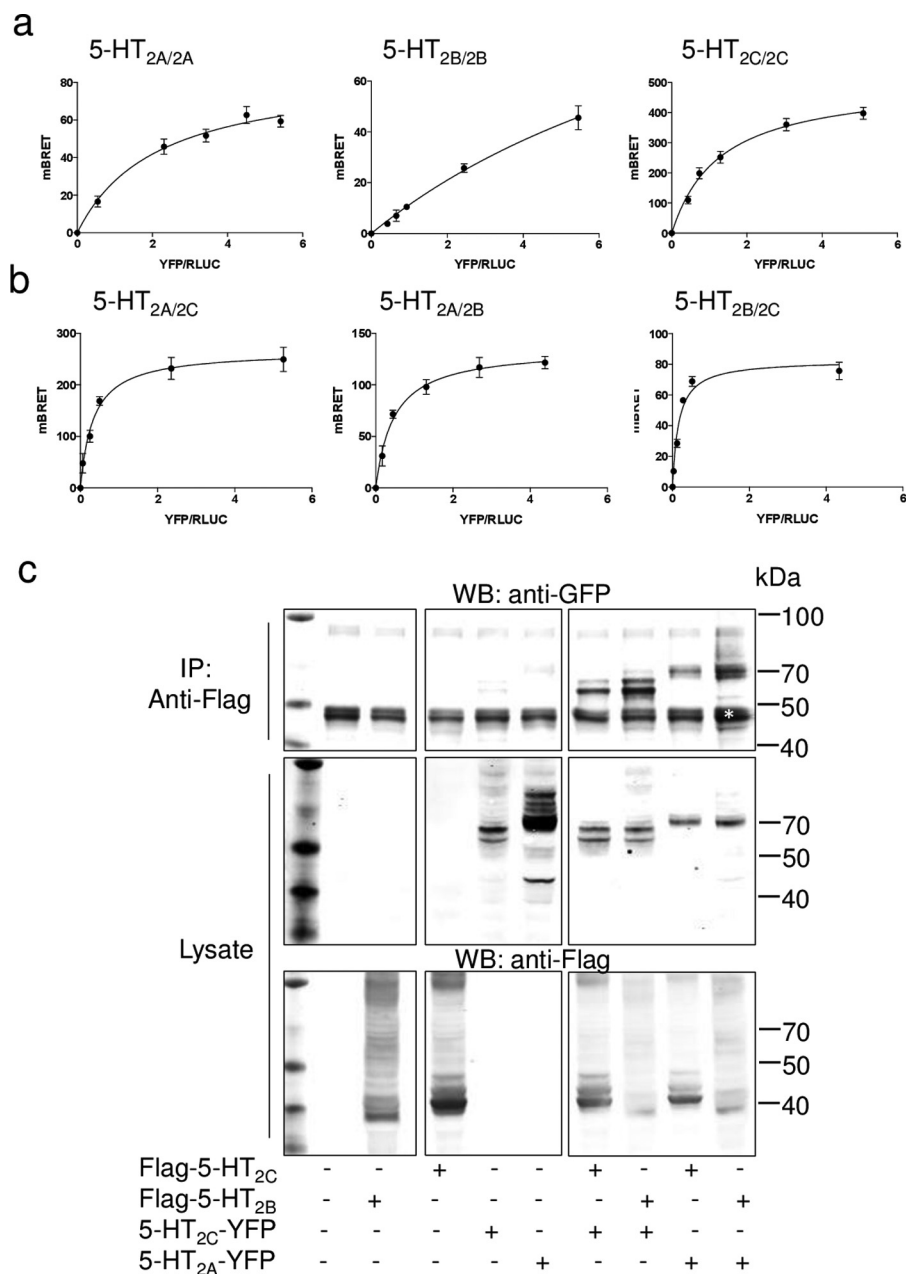 a
5-HT2A/2A
5-HT2B/2B
5-HT2C/2C
80
60
40
20
0
mBRET
0 2 4 6
YFP/RLUC
60
40
20
0
mBRET
0 2 4 6
YFP/RLUC
500
400
300
200
100
0
mBRET
0 2 4 6
YFP/RLUC
b
5-HT2A/2C
5-HT2A/2B
5-HT2B/2C
300
200
100
0
mBRET
0 2 4 6
YFP/RLUC
150
100
50
0
mBRET
0 2 4 6
YFP/RLUC
100
80
60
40
20
0
mBRET
0 2 4 6
YFP/RLUC
c
WB: anti-GFP
kDa
IP:
Anti-Flag
100
70
50
40
*
Lysate
70
50
40
WB: anti-Flag
70
50
40
Flag-5-HT2C - - + - - + - + -
Flag-5-HT2B - + - - - - + - +
5-HT2C-YFP - - - + - + + - -
5-HT2A-YFP - - - - + - - + +